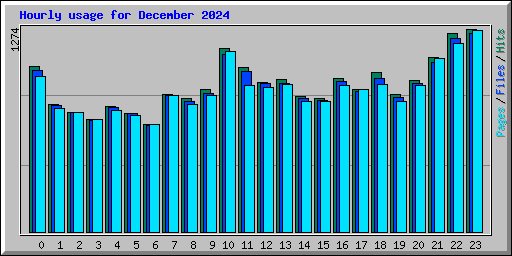 Hourly usage for December 2024
1274
Pages/Files/Hits
0 1 2 3 4 5 6 7 8 9 10 11 12 13 14 15 16 17 18 19 20 21 22 23